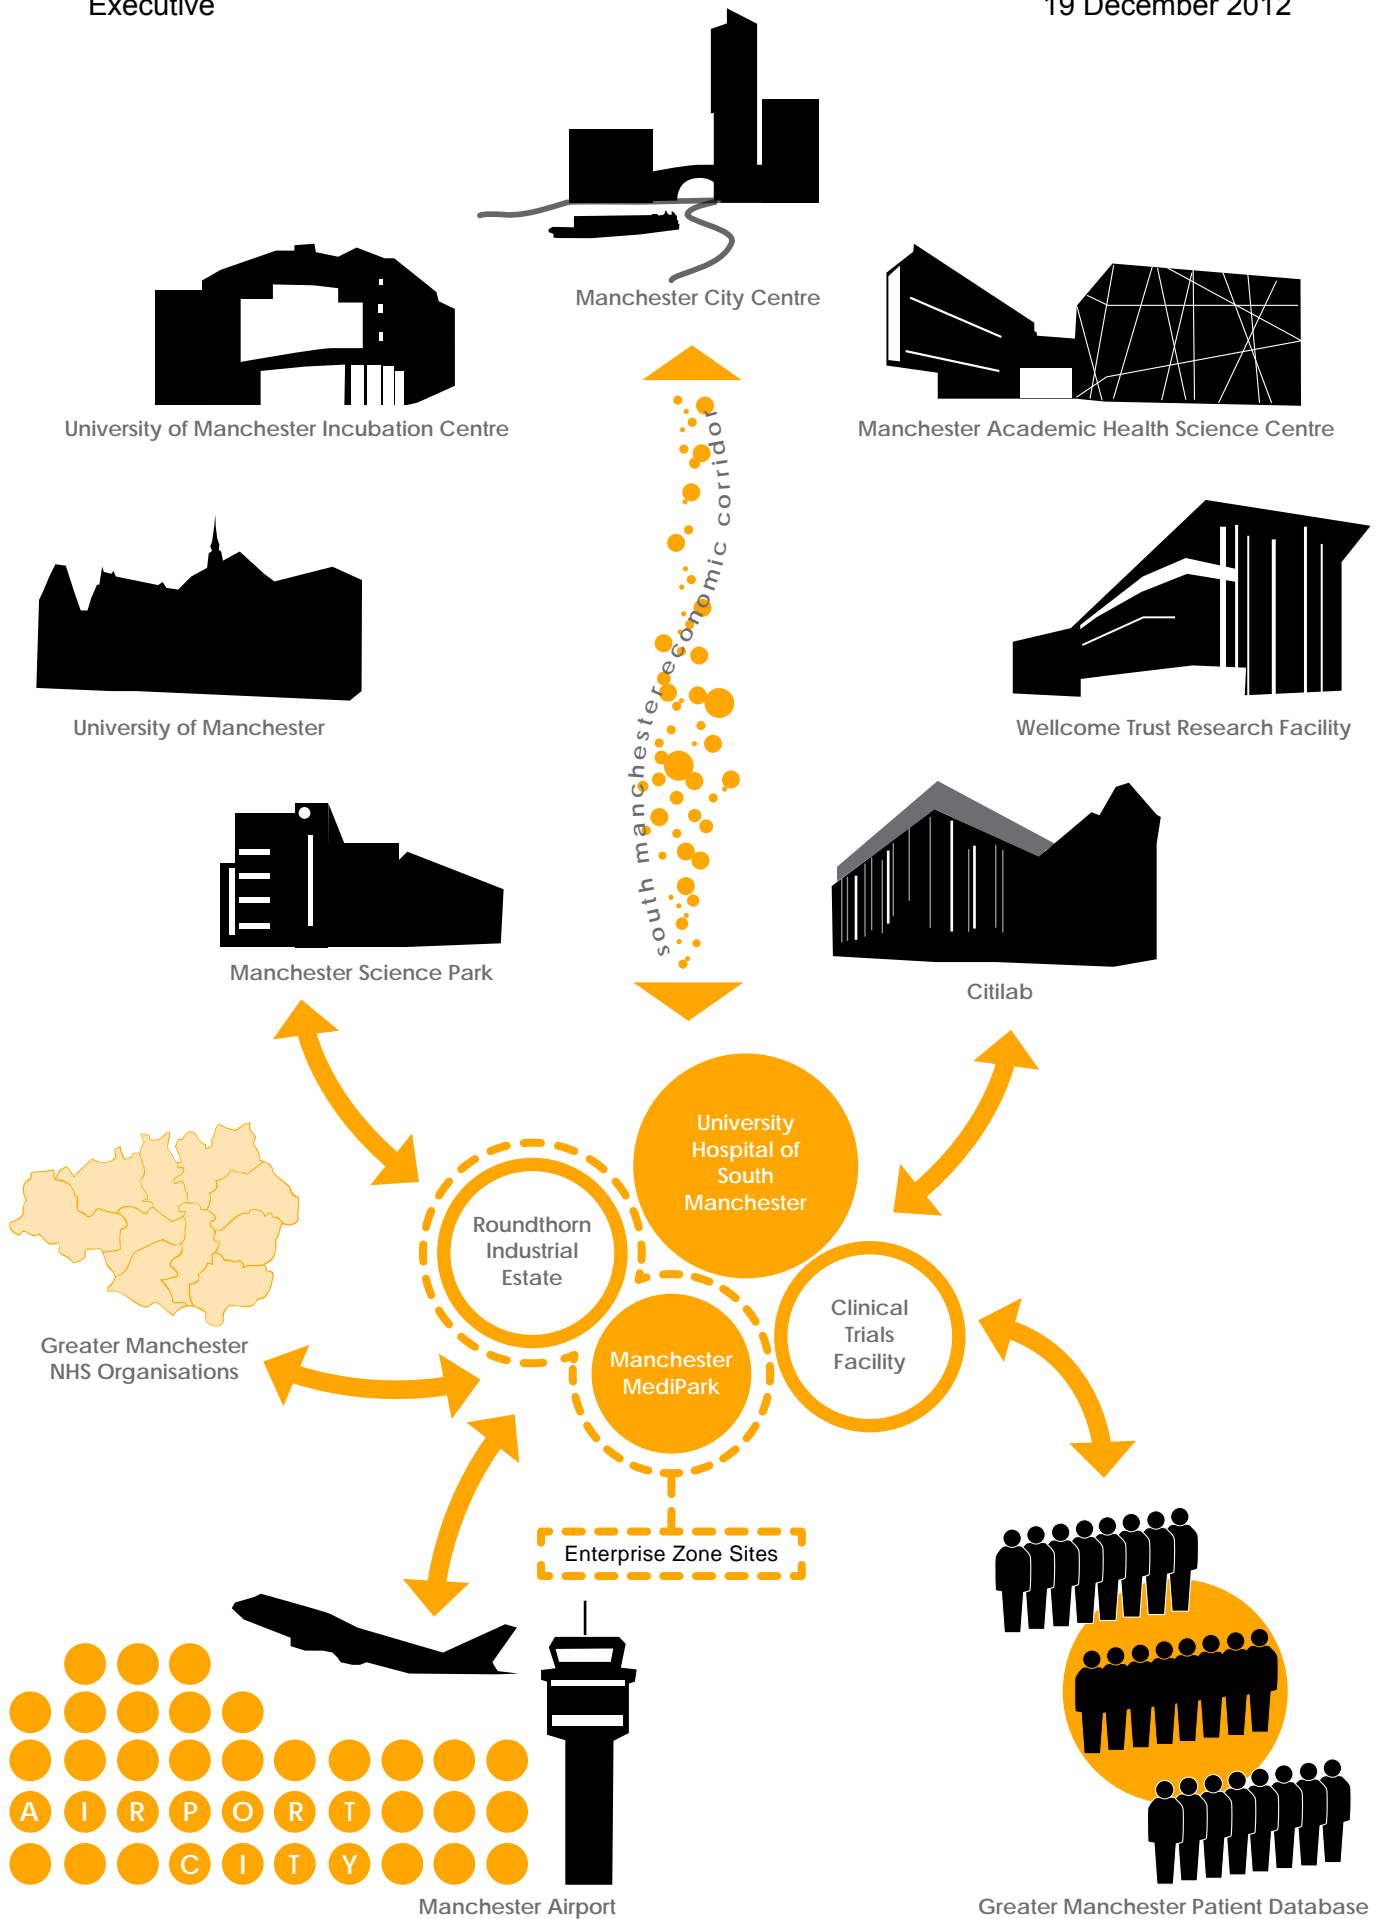 Executive
19 December 2012
Manchester City Centre
University of Manchester Incubation Centre
Manchester Academic Health Science Centre
south manchester economic corridor
University of Manchester
Wellcome Trust Research Facility
Manchester Science Park
Citilab
University
Hospital of
South
Manchester
Roundthorn
Industrial
Estate
Clinical
Trials
Facility
Greater Manchester
NHS Organisations
Manchester
MediPark
Enterprise Zone Sites
AIRPORT
CITY
Manchester Airport
Greater Manchester Patient Database